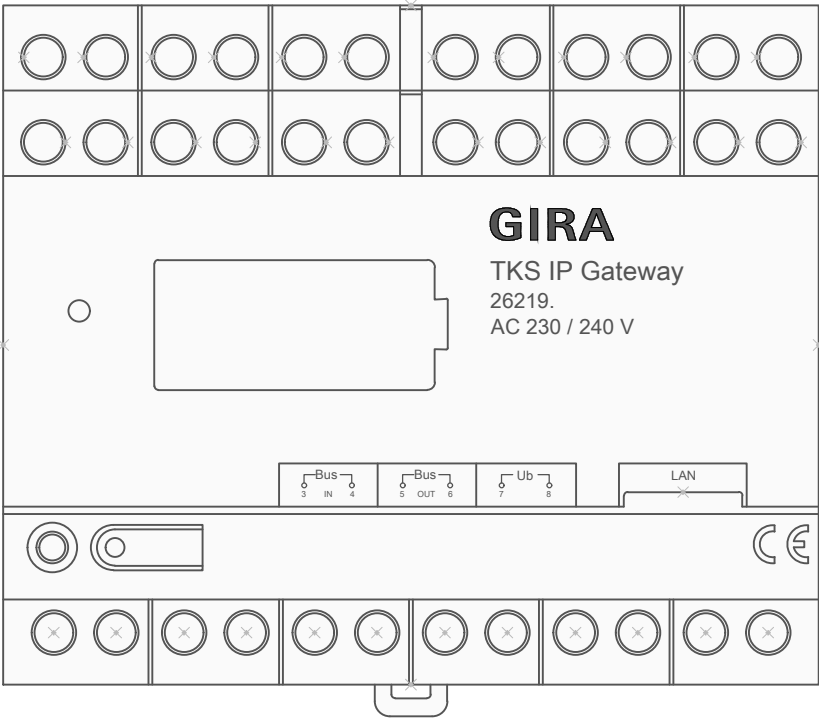 GIRA
TKS IP Gateway
26219.
AC 230 / 240 V
Bus Bus Ub LAN
3 IN 4 5 OUT 6 7 8
CE